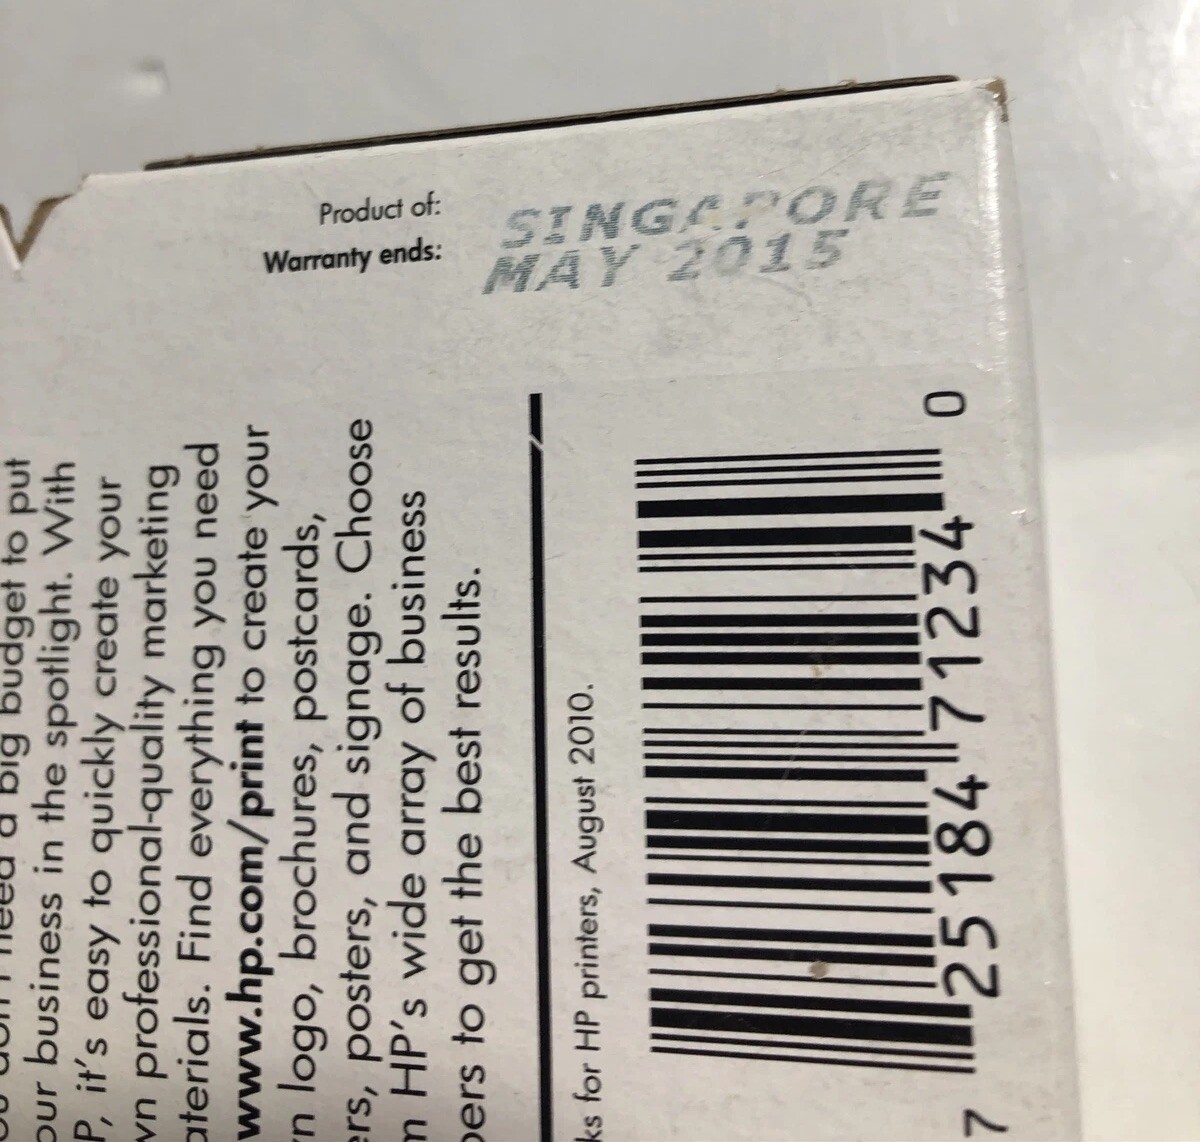 Product of: SINGAPORE
Warranty ends: MAY 2015
a big budget to put
our business in the spotlight. With
P, it's easy to quickly create your
wn professional-quality marketing
aterials. Find everything you need
www.hp.com/print to create your
n logo, brochures, postcards,
ers, posters, and signage. Choose
m HP's wide array of business
pers to get the best results.
ks for HP printers, August 2010.
7 25184 71234 0